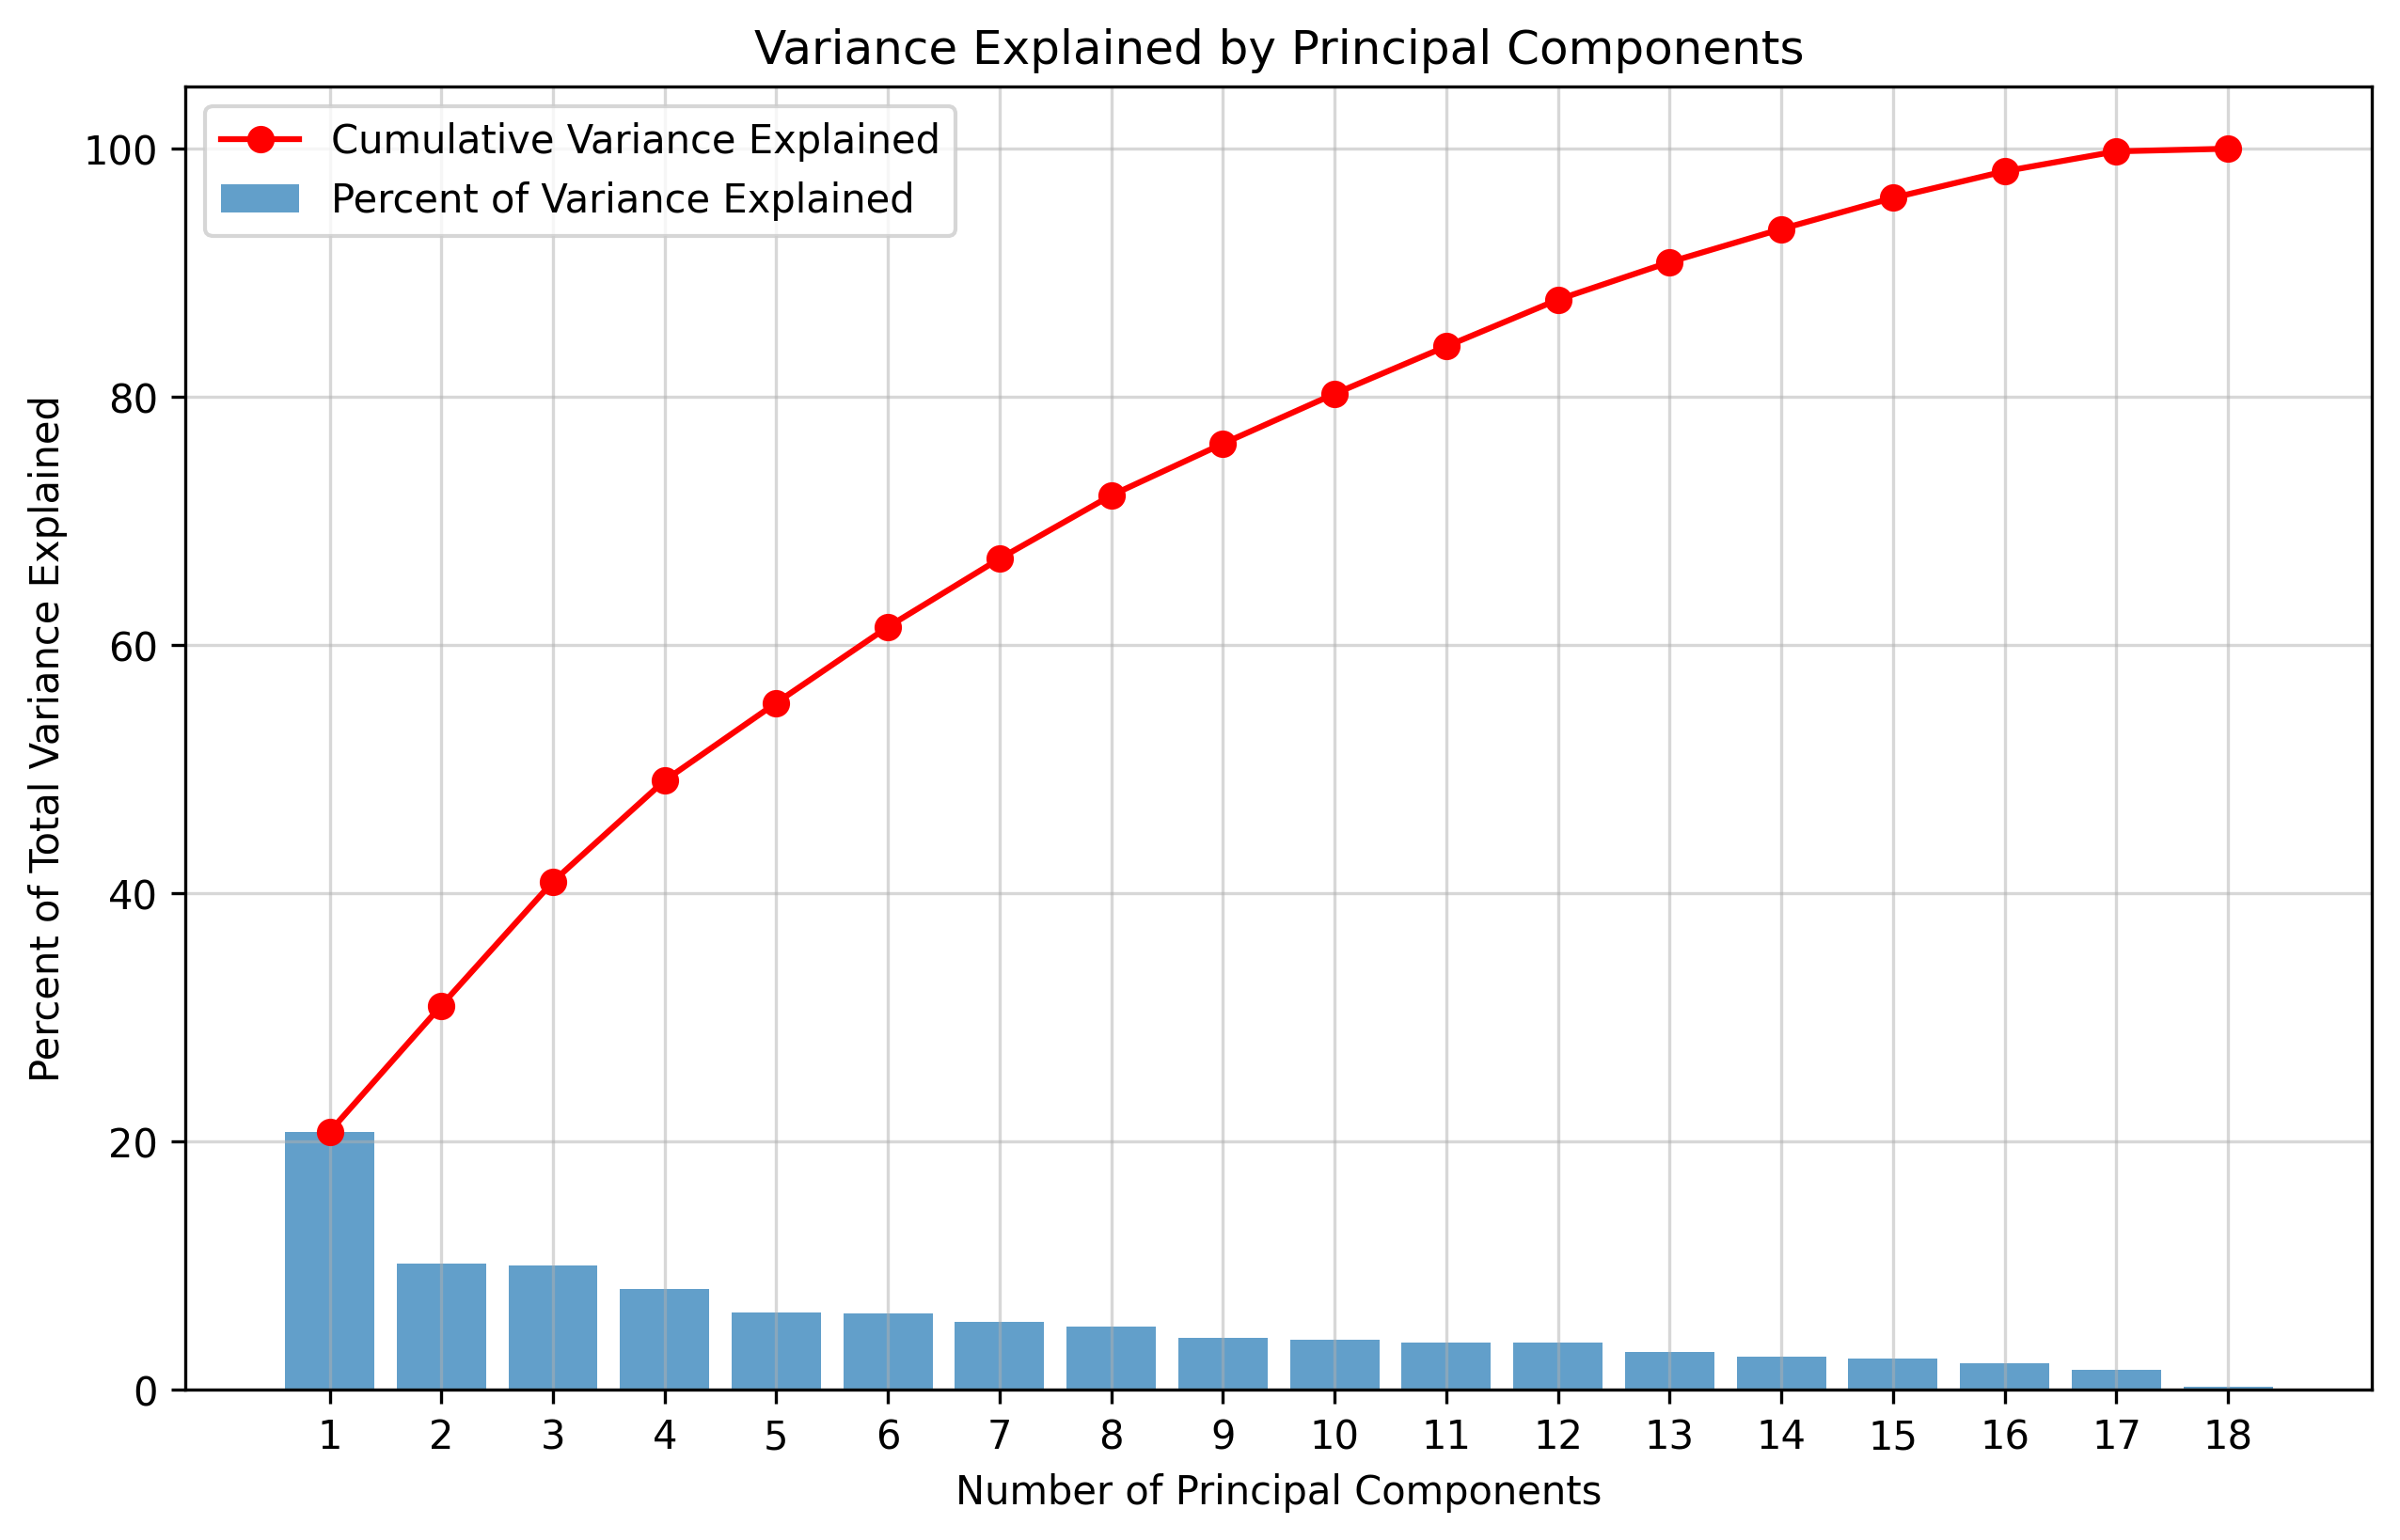 Variance Explained by Principal Components
Cumulative Variance Explained
Percent of Variance Explained
Percent of Total Variance Explained
100
80
60
40
20
0
1 2 3 4 5 6 7 8 9 10 11 12 13 14 15 16 17 18
Number of Principal Components